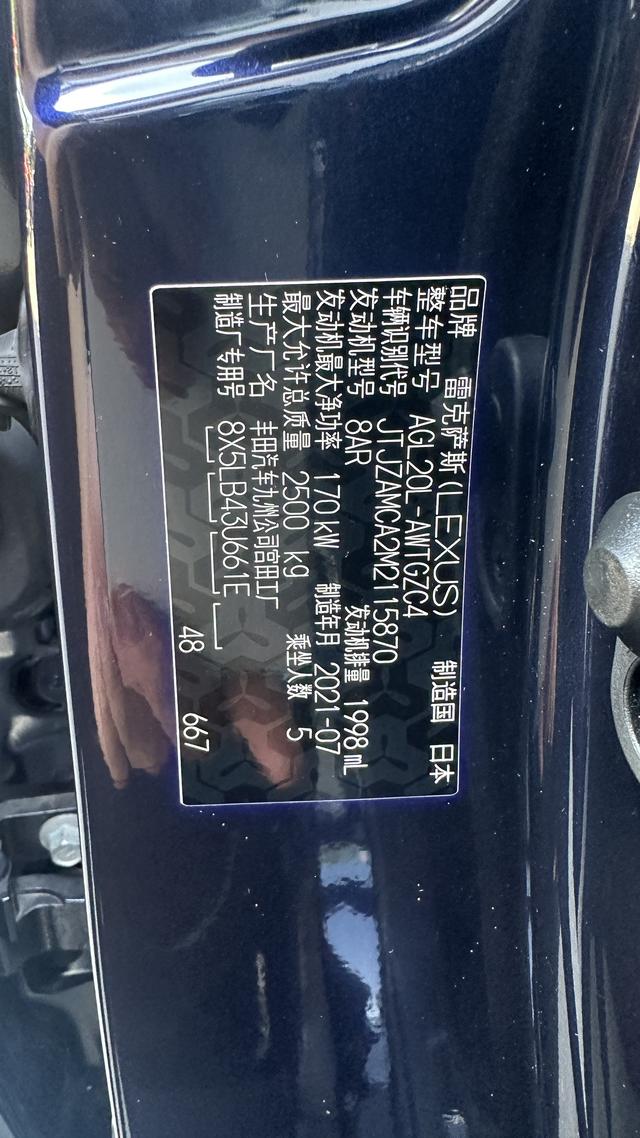 品牌 雷克萨斯(LEXUS) 制造国 日本
整车型号 AGL20L-AWTGZC4
车辆识别代号 JTJZAMCA2M2115870
发动机型号 8AR 发动机排量 1998 mL
发动机最大净功率 170 kW 制造年月 2021-07
最大允许总质量 2500 kg 乘坐人数 5
生产厂名 丰田汽车九州公司宫田工厂
制造厂专用号 8X5LB43U661E
48 667